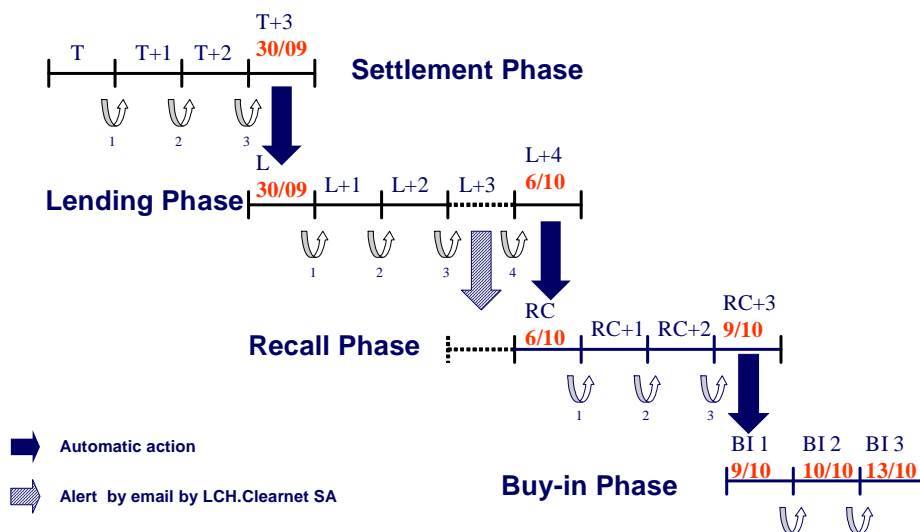 T+3
T T+1 T+2 30/09
Settlement Phase
1 2 3
L L+4
30/09 L+1 L+2 L+3 6/10
Lending Phase
1 2 3 4
RC RC+3
6/10 RC+1 RC+2 9/10
Recall Phase
1 2 3
Automatic action
BI 1 BI 2 BI 3
9/10 10/10 13/10
Alert by email by LCH.Clearnet SA
Buy-in Phase